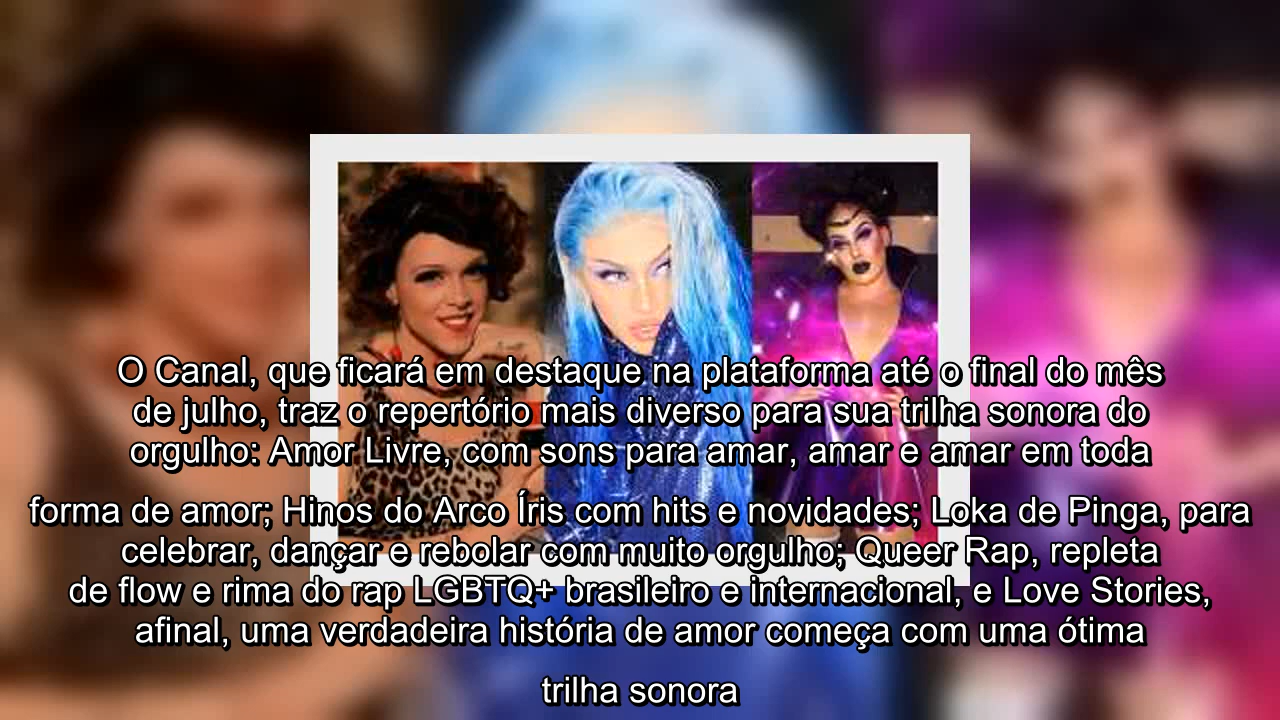 O Canal, que ficará em destaque na plataforma até o final do mês
de julho, traz o repertório mais diverso para sua trilha sonora do
orgulho: Amor Livre, com sons para amar, amar e amar em toda
forma de amor; Hinos do Arco Íris com hits e novidades; Loka de Pinga, para
celebrar, dançar e rebolar com muito orgulho; Queer Rap, repleta
de flow e rima do rap LGBTQ+ brasileiro e internacional, e Love Stories,
afinal, uma verdadeira história de amor começa com uma ótima
trilha sonora